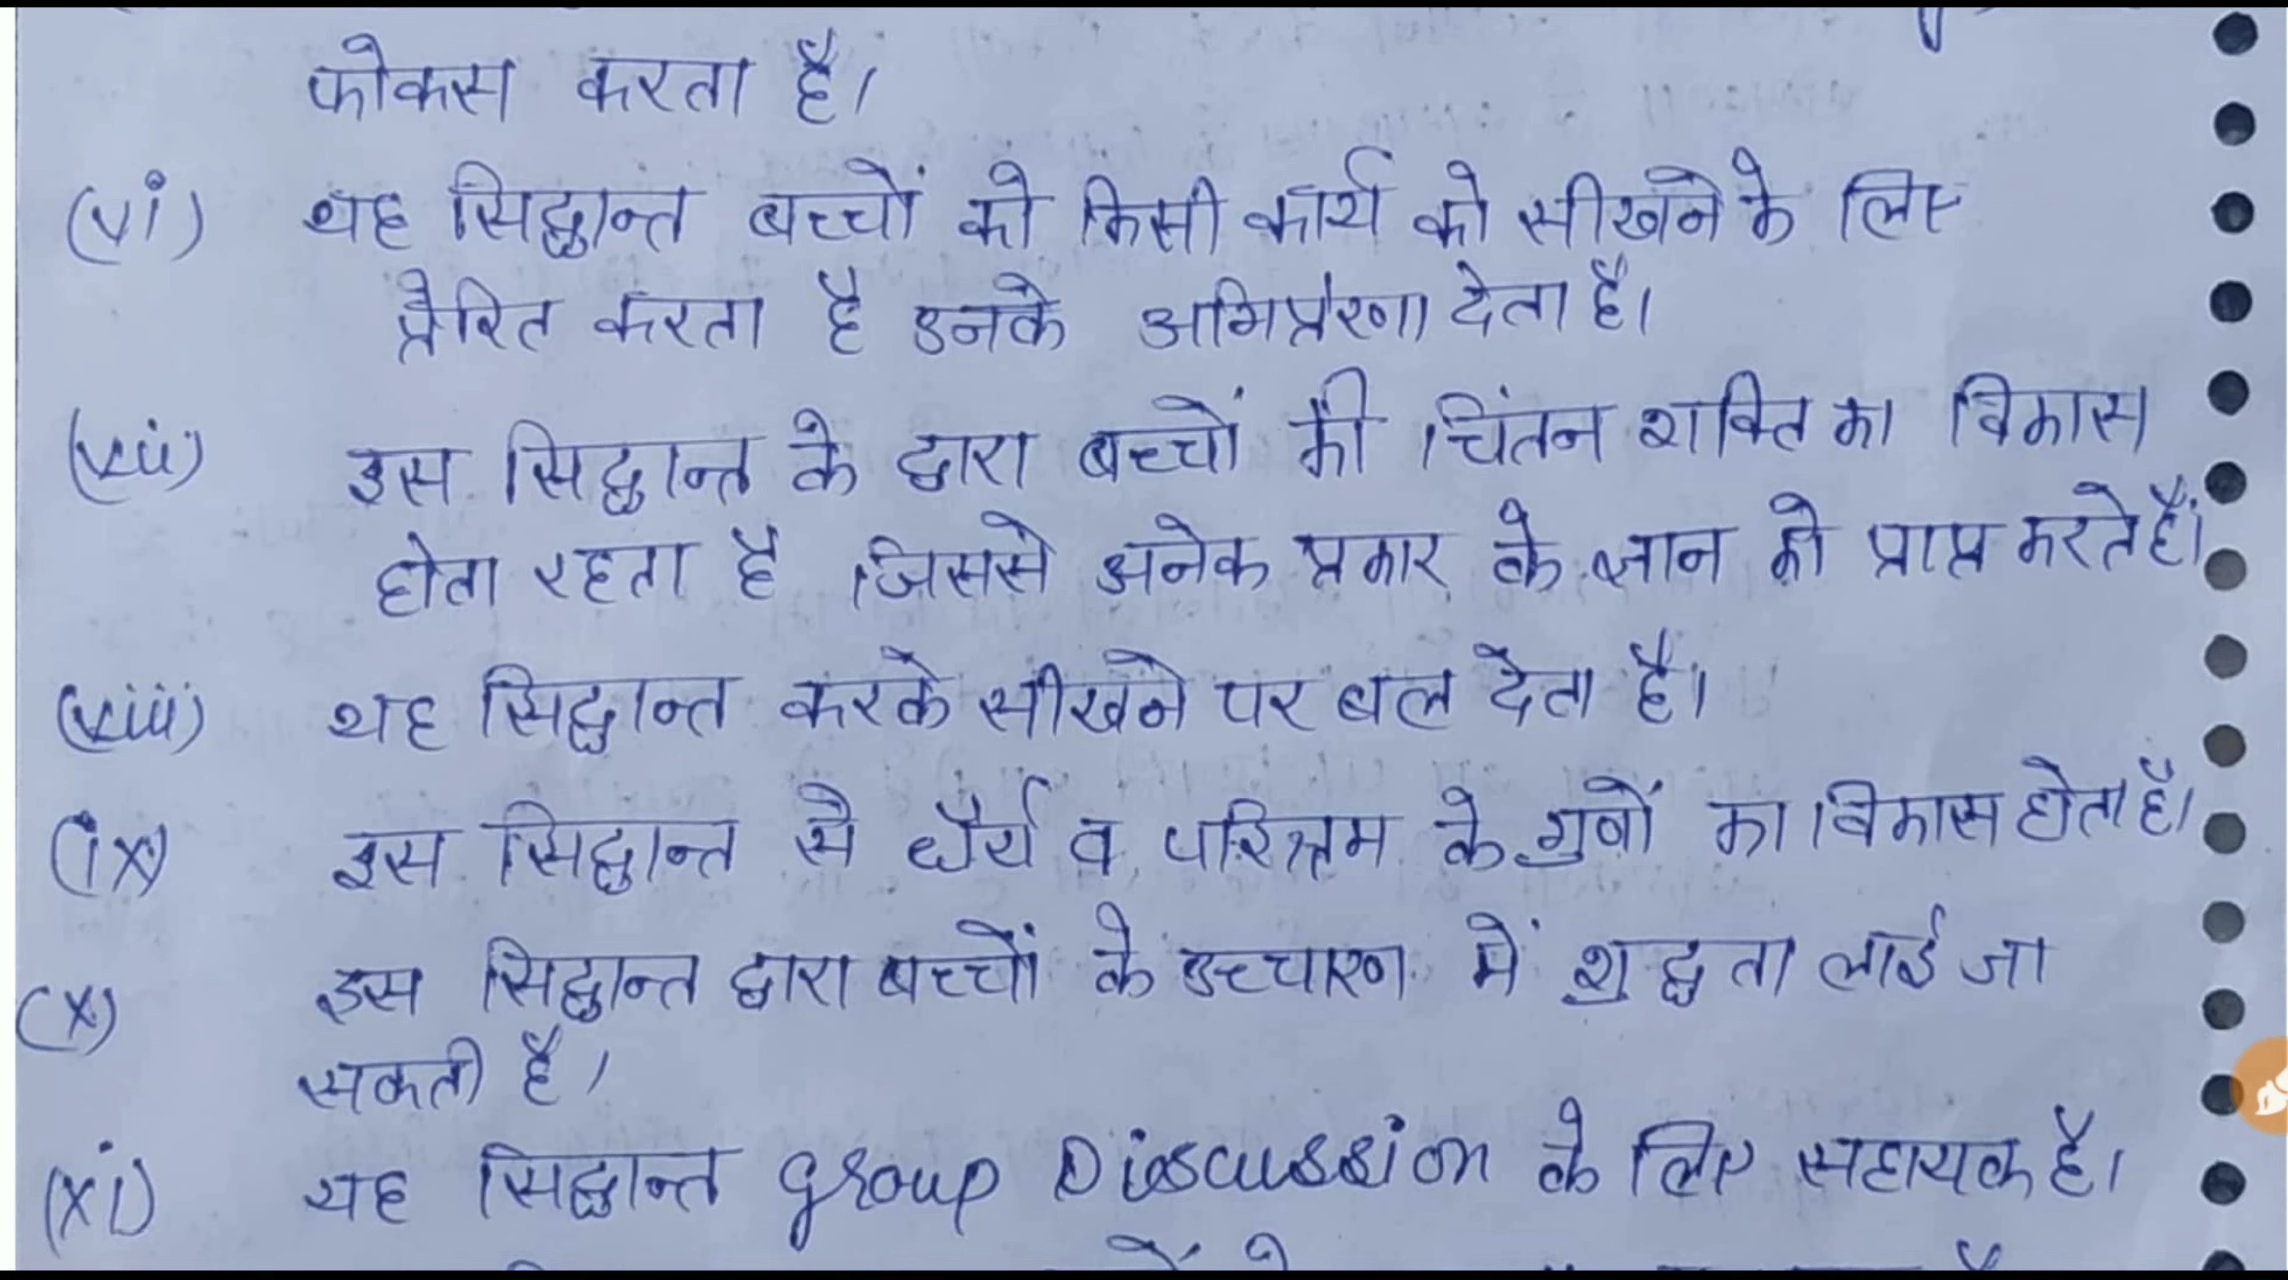 फोकस करता है।
(vi) यह सिद्धान्त बच्चों को किसी कार्य को सीखने के लिए
प्रेरित करता है उनके अभिप्रेरणा देता है।
(vii) इस सिद्धान्त के द्वारा बच्चों की चिंतन शक्ति का विकास
होता रहता है जिससे अनेक प्रकार के ज्ञान को प्राप्त करते हैं।
(viii) यह सिद्धान्त करके सीखने पर बल देता है।
(ix) इस सिद्धान्त से धैर्य व परिश्रम के गुणों का विकास होता है।
(x) इस सिद्धान्त द्वारा बच्चों के उच्चारण में शुद्धता लाई जा
सकती है।
(xi) यह सिद्धान्त group Discussion के लिए सहायक है।